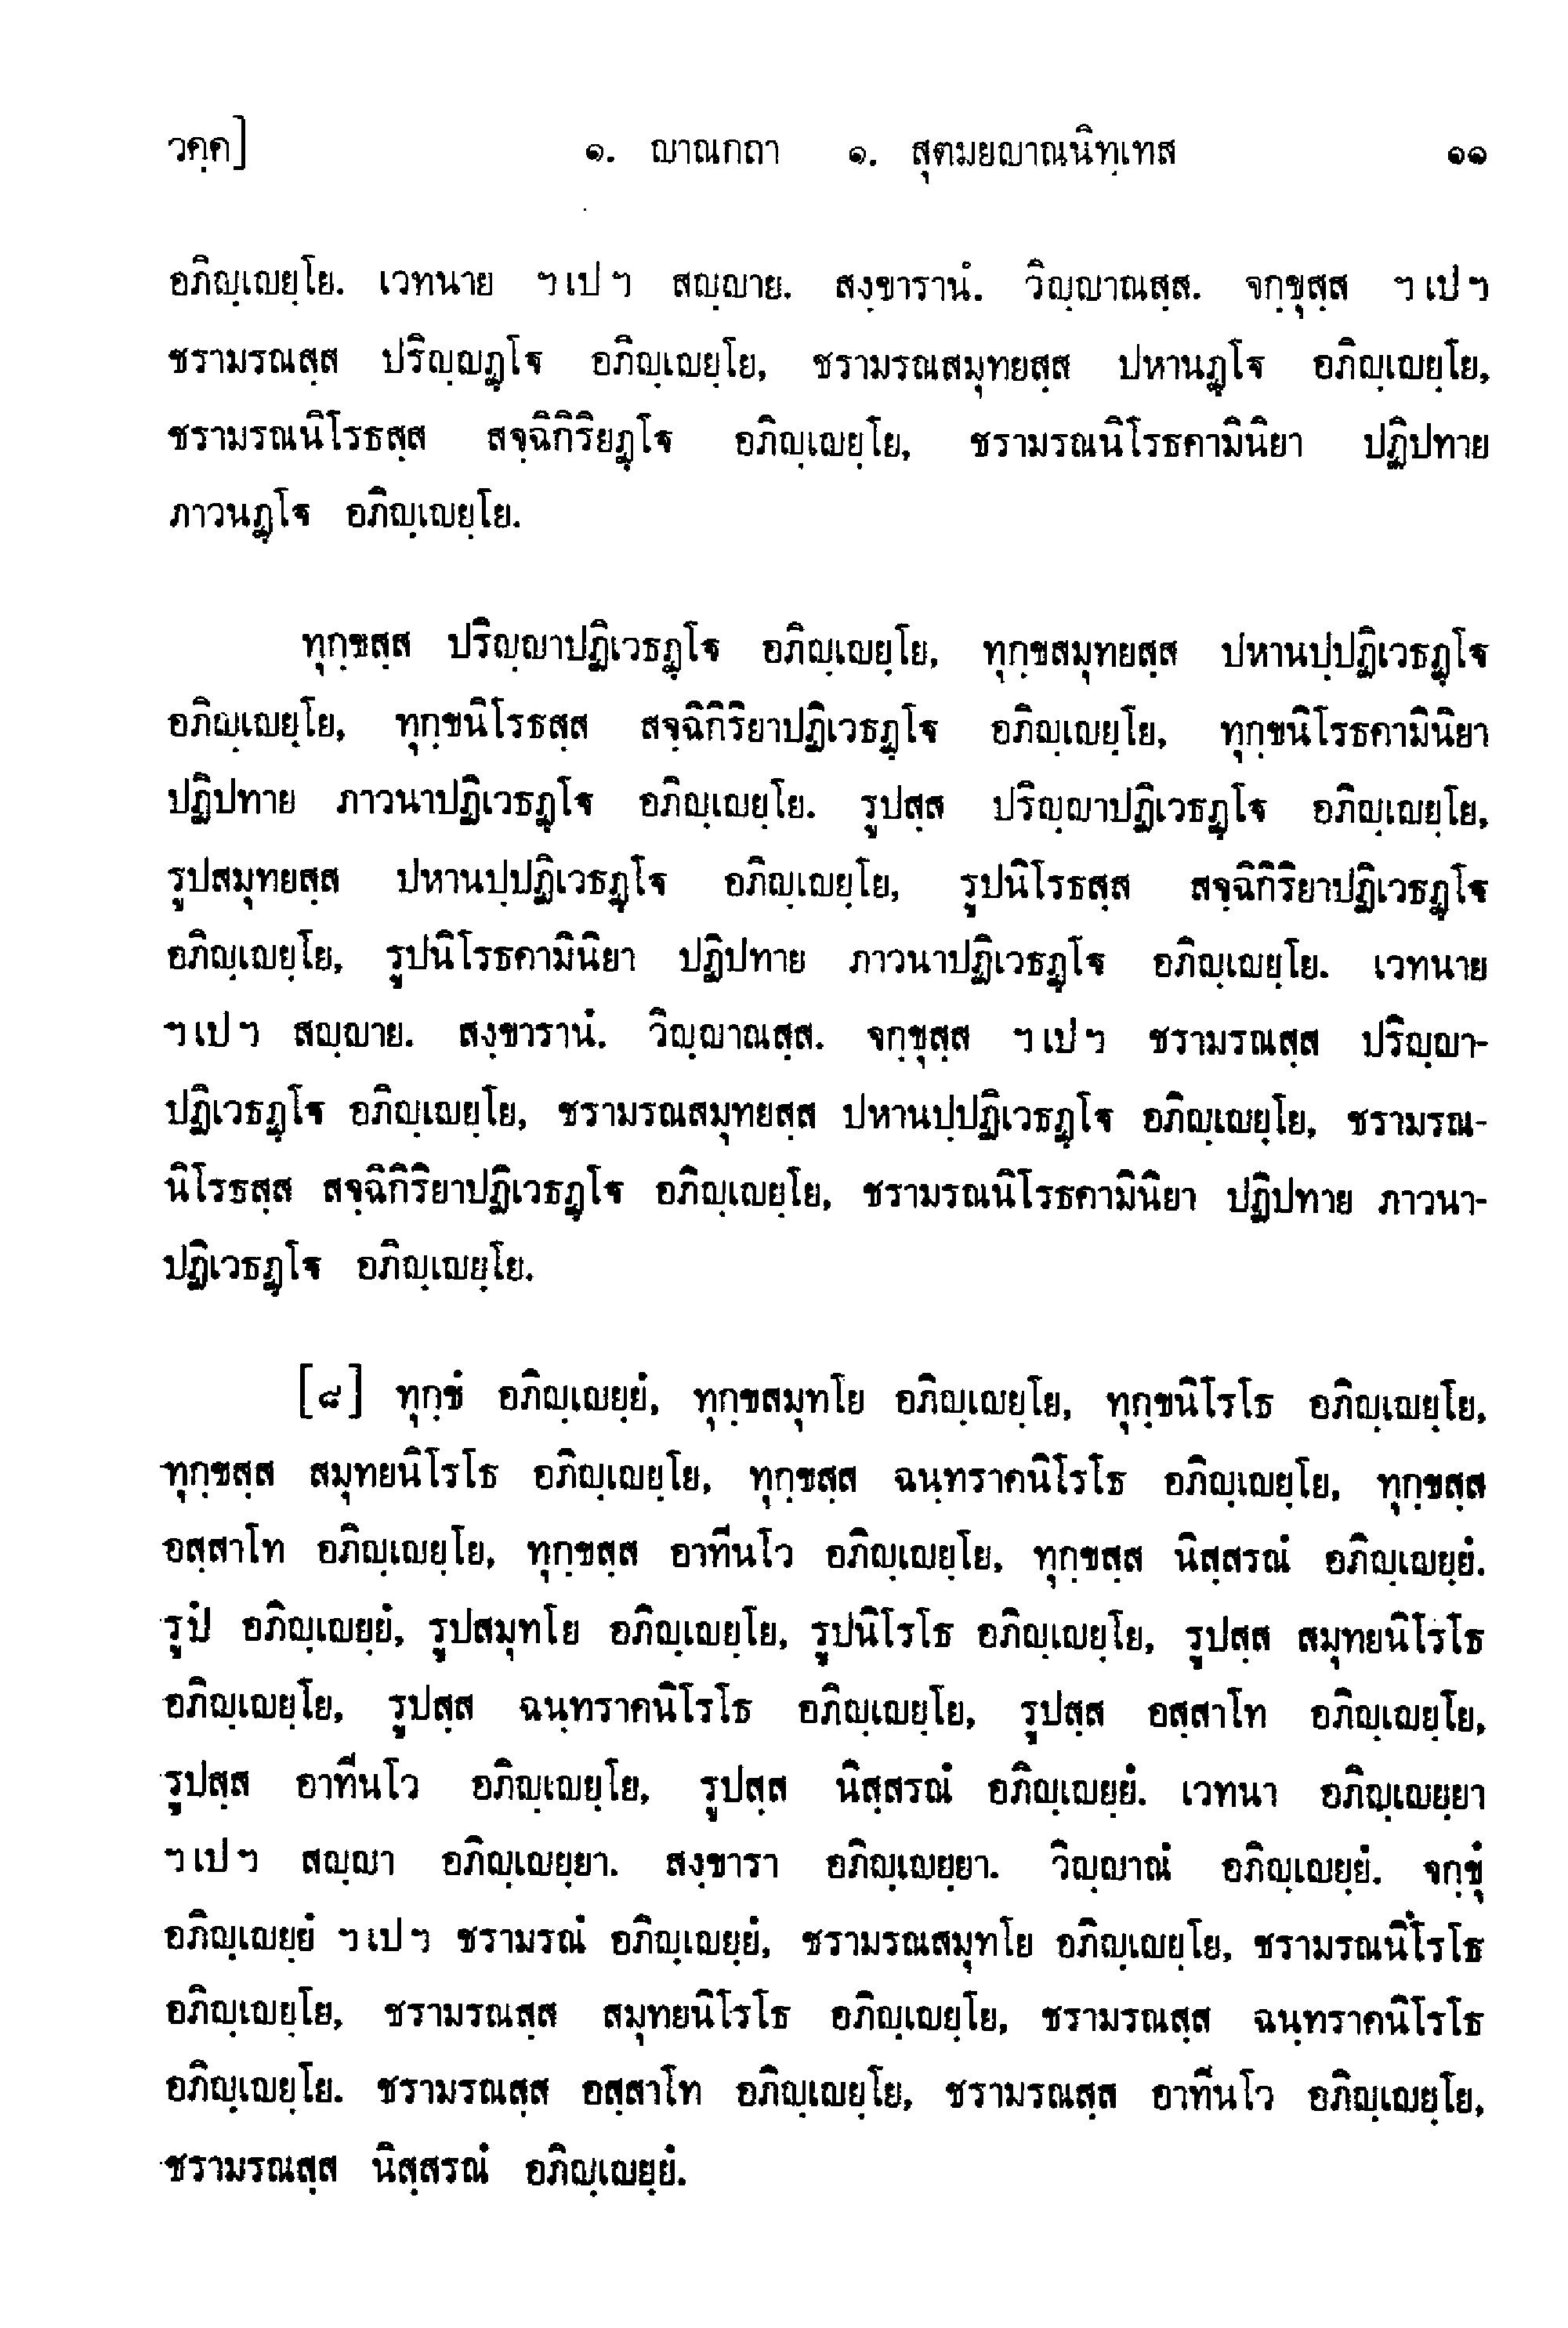 วคฺค] ๑. ญาณกถา ๑. สุตมยญาณนิทฺเทส ๑๑
อภิญฺเญยฺโย. เวทนาย ฯเปฯ สญฺญาย. สงฺขารานํ. วิญฺญาณสฺส. จกฺขุสฺส ฯเปฯ
ชรามรณสฺส ปริญฺญฏฺโฐ อภิญฺเญยฺโย, ชรามรณสมุทยสฺส ปหานฏฺโฐ อภิญฺเญยฺโย,
ชรามรณนิโรธสฺส สจฺฉิกิริยฏฺโฐ อภิญฺเญยฺโย, ชรามรณนิโรธคามินิยา ปฏิปทาย
ภาวนฏฺโฐ อภิญฺเญยฺโย.
ทุกฺขสฺส ปริญฺญาปฏิเวธฏฺโฐ อภิญฺเญยฺโย, ทุกฺขสมุทยสฺส ปหานปฺปฏิเวธฏฺโฐ
อภิญฺเญยฺโย, ทุกฺขนิโรธสฺส สจฺฉิกิริยาปฏิเวธฏฺโฐ อภิญฺเญยฺโย, ทุกฺขนิโรธคามินิยา
ปฏิปทาย ภาวนาปฏิเวธฏฺโฐ อภิญฺเญยฺโย. รูปสฺส ปริญฺญาปฏิเวธฏฺโฐ อภิญฺเญยฺโย,
รูปสมุทยสฺส ปหานปฺปฏิเวธฏฺโฐ อภิญฺเญยฺโย, รูปนิโรธสฺส สจฺฉิกิริยาปฏิเวธฏฺโฐ
อภิญฺเญยฺโย, รูปนิโรธคามินิยา ปฏิปทาย ภาวนาปฏิเวธฏฺโฐ อภิญฺเญยฺโย. เวทนาย
ฯเปฯ สญฺญาย. สงฺขารานํ. วิญฺญาณสฺส. จกฺขุสฺส ฯเปฯ ชรามรณสฺส ปริญฺญา-
ปฏิเวธฏฺโฐ อภิญฺเญยฺโย, ชรามรณสมุทยสฺส ปหานปฺปฏิเวธฏฺโฐ อภิญฺเญยฺโย, ชรามรณ-
นิโรธสฺส สจฺฉิกิริยาปฏิเวธฏฺโฐ อภิญฺเญยฺโย, ชรามรณนิโรธคามินิยา ปฏิปทาย ภาวนา-
ปฏิเวธฏฺโฐ อภิญฺเญยฺโย.
[๘] ทุกฺขํ อภิญฺเญยฺยํ, ทุกฺขสมุทโย อภิญฺเญยฺโย, ทุกฺขนิโรโธ อภิญฺเญยฺโย,
ทุกฺขสฺส สมุทยนิโรโธ อภิญฺเญยฺโย, ทุกฺขสฺส ฉนฺทราคนิโรโธ อภิญฺเญยฺโย, ทุกฺขสฺส
อสฺสาโท อภิญฺเญยฺโย, ทุกฺขสฺส อาทีนโว อภิญฺเญยฺโย, ทุกฺขสฺส นิสฺสรณํ อภิญฺเญยฺยํ.
รูปํ อภิญฺเญยฺยํ, รูปสมุทโย อภิญฺเญยฺโย, รูปนิโรโธ อภิญฺเญยฺโย, รูปสฺส สมุทยนิโรโธ
อภิญฺเญยฺโย, รูปสฺส ฉนฺทราคนิโรโธ อภิญฺเญยฺโย, รูปสฺส อสฺสาโท อภิญฺเญยฺโย,
รูปสฺส อาทีนโว อภิญฺเญยฺโย, รูปสฺส นิสฺสรณํ อภิญฺเญยฺยํ. เวทนา อภิญฺเญยฺยา
ฯเปฯ สญฺญา อภิญฺเญยฺยา. สงฺขารา อภิญฺเญยฺยา. วิญฺญาณํ อภิญฺเญยฺยํ. จกฺขุํ
อภิญฺเญยฺยํ ฯเปฯ ชรามรณํ อภิญฺเญยฺยํ, ชรามรณสมุทโย อภิญฺเญยฺโย, ชรามรณนิโรโธ
อภิญฺเญยฺโย, ชรามรณสฺส สมุทยนิโรโธ อภิญฺเญยฺโย, ชรามรณสฺส ฉนฺทราคนิโรโธ
อภิญฺเญยฺโย. ชรามรณสฺส อสฺสาโท อภิญฺเญยฺโย, ชรามรณสฺส อาทีนโว อภิญฺเญยฺโย,
ชรามรณสฺส นิสฺสรณํ อภิญฺเญยฺยํ.